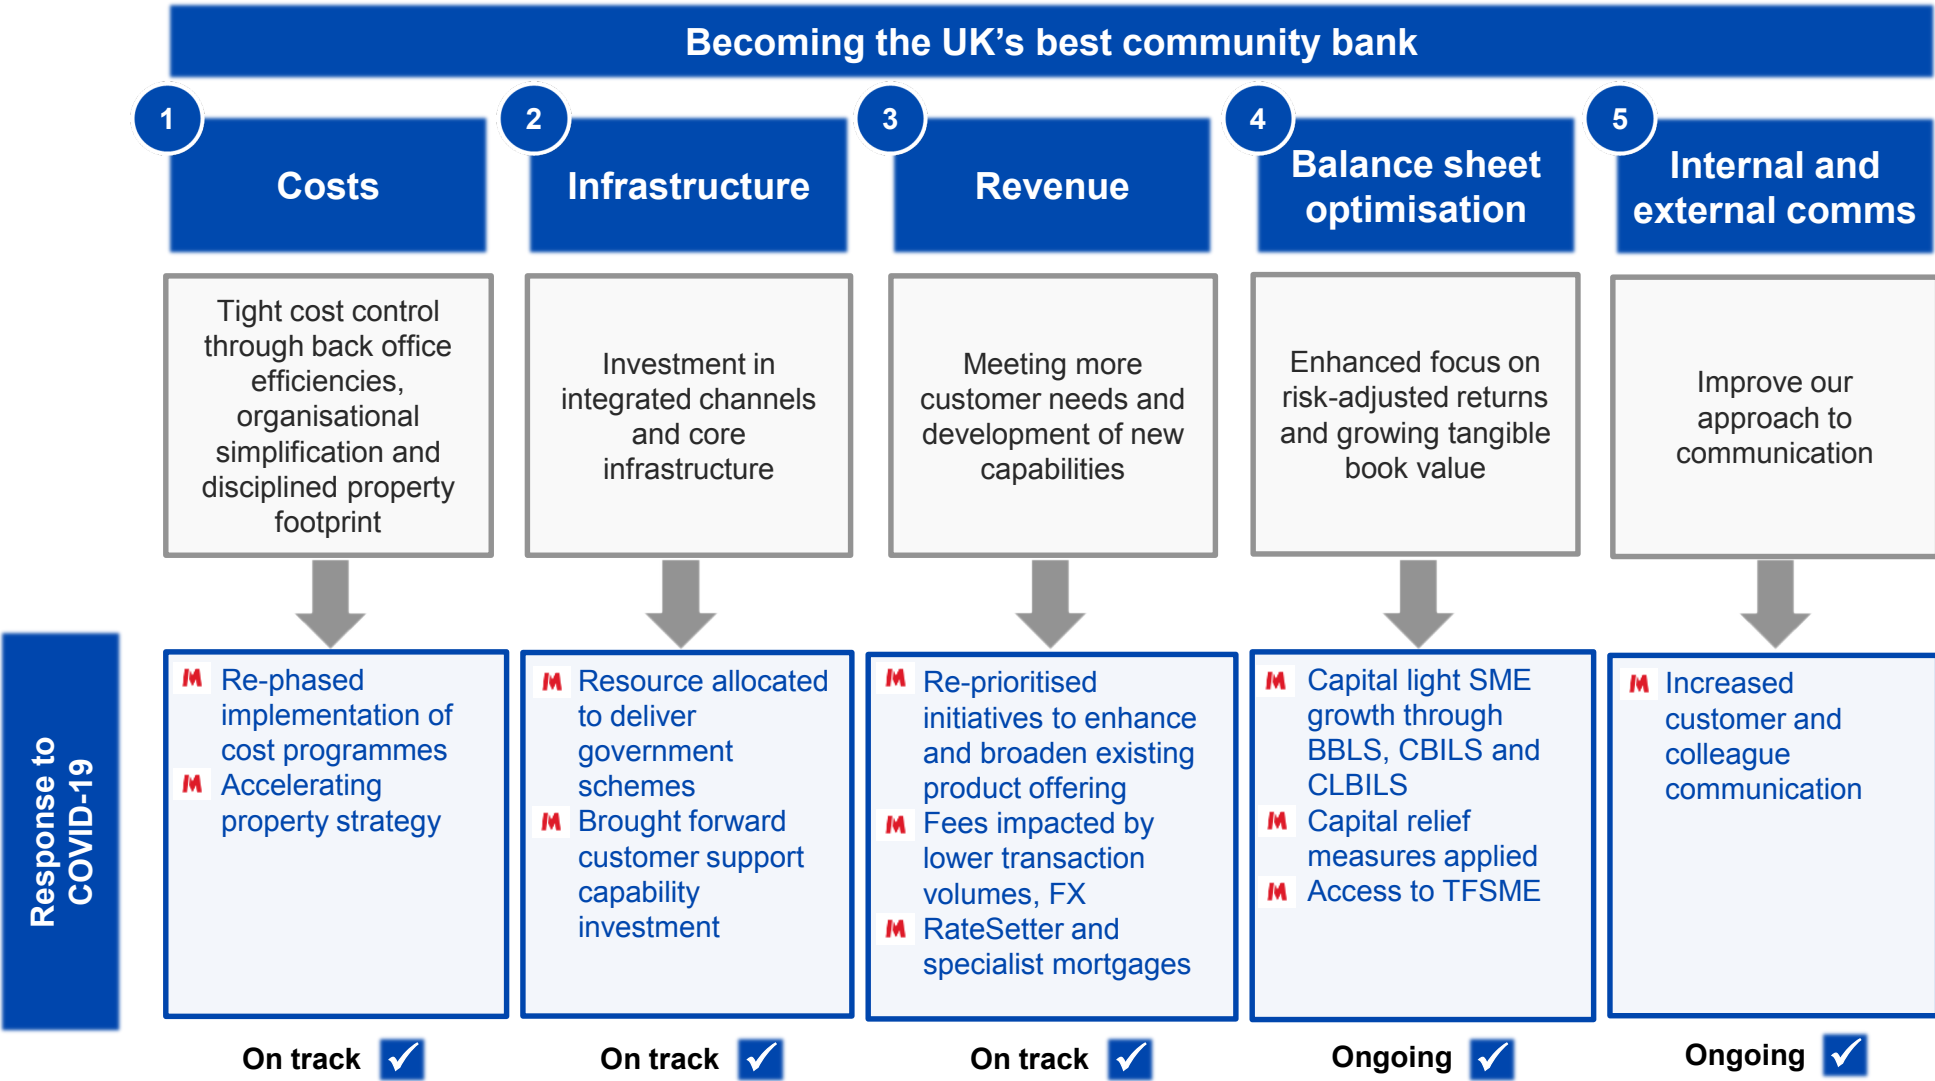 Becoming the UK's best community bank
1
Costs
Tight cost control
through back office
efficiencies,
organisational
simplification and
disciplined property
footprint
2
Infrastructure
Investment in
integrated channels
and core
infrastructure
3
Revenue
Meeting more
customer needs and
development of new
capabilities
4
Balance sheet
optimisation
Enhanced focus on
risk-adjusted returns
and growing tangible
book value
5
Internal and
external comms
Improve our
approach to
communication
Response to
COVID-19
Re-phased
implementation of
cost programmes
Accelerating
property strategy
On track
Resource allocated
to deliver
government
schemes
Brought forward
customer support
capability
investment
On track
Re-prioritised
initiatives to enhance
and broaden existing
product offering
Fees impacted by
lower transaction
volumes, FX
RateSetter and
specialist mortgages
On track
Capital light SME
growth through
BBLS, CBILS and
CLBILS
Capital relief
measures applied
Access to TFSME
Ongoing
Increased
customer and
colleague
communication
Ongoing